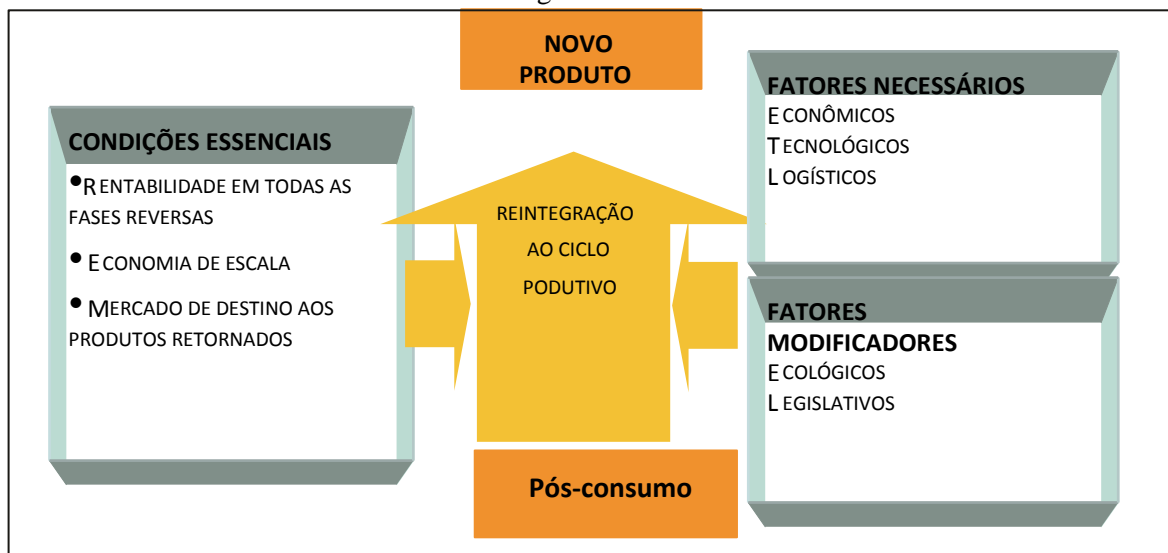 NOVO
PRODUTO
CONDIÇÕES ESSENCIAIS
•RENTABILIDADE EM TODAS AS
FASES REVERSAS
• ECONOMIA DE ESCALA
• MERCADO DE DESTINO AOS
PRODUTOS RETORNADOS
REINTEGRAÇÃO
AO CICLO
PODUTIVO
FATORES NECESSÁRIOS
ECONÔMICOS
TECNOLÓGICOS
LOGÍSTICOS
FATORES
MODIFICADORES
ECOLÓGICOS
LEGISLATIVOS
Pós-consumo